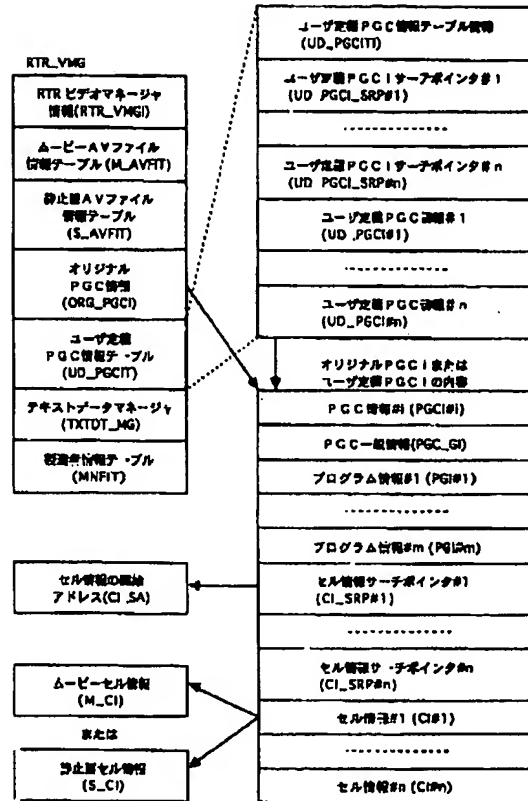 RTR_VMG
RTRビデオマネージャ
情報(RTR_VMGI)
ムービーAVファイル
情報テーブル(M_AVFIT)
静止画AVファイル
情報テーブル
(S_AVFIT)
オリジナル
PGC情報
(ORG_PGCI)
ユーザ定義
PGC情報テーブル
(UD_PGCIT)
テキストデータマネージャ
(TXTDT_MG)
製造者情報テーブル
(MNFIT)
セル情報の開始
アドレス(CI_SA)
ムービーセル情報
(M_CI)
または
静止画セル情報
(S_CI)
ユーザ定義PGC情報テーブル情報
(UD_PGCITI)
ユーザ定義PGCIサーチポインタ#1
(UD_PGCI_SRP#1)
ユーザ定義PGCIサーチポインタ#n
(UD_PGCI_SRP#n)
ユーザ定義PGC情報#1
(UD_PGCI#1)
ユーザ定義PGC情報#n
(UD_PGCI#n)
オリジナルPGCIまたは
ユーザ定義PGCIの内容
PGC情報#i (PGCI#i)
PGC一般情報(PGC_GI)
プログラム情報#1 (PGI#1)
プログラム情報#m (PGI#m)
セル情報サーチポインタ#1
(CI_SRP#1)
セル情報サーチポインタ#n
(CI_SRP#n)
セル情報#1 (CI#1)
セル情報#n (CI#n)